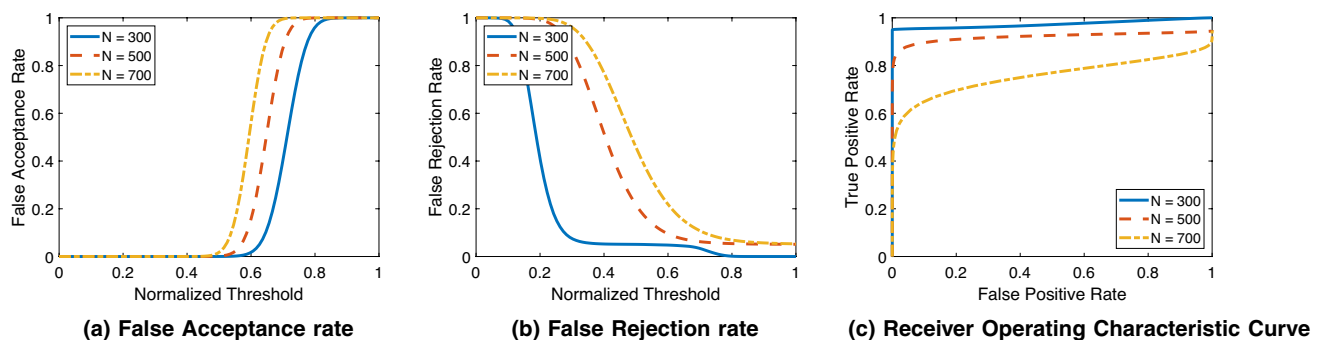 1
0.8
0.6
0.4
0.2
0
False Acceptance Rate
N = 300
N = 500
N = 700
0 0.2 0.4 0.6 0.8 1
Normalized Threshold
(a) False Acceptance rate
1
0.8
0.6
0.4
0.2
0
False Rejection Rate
N = 300
N = 500
N = 700
0 0.2 0.4 0.6 0.8 1
Normalized Threshold
(b) False Rejection rate
1
0.8
0.6
0.4
0.2
0
True Positive Rate
N = 300
N = 500
N = 700
0 0.2 0.4 0.6 0.8 1
False Positive Rate
(c) Receiver Operating Characteristic Curve